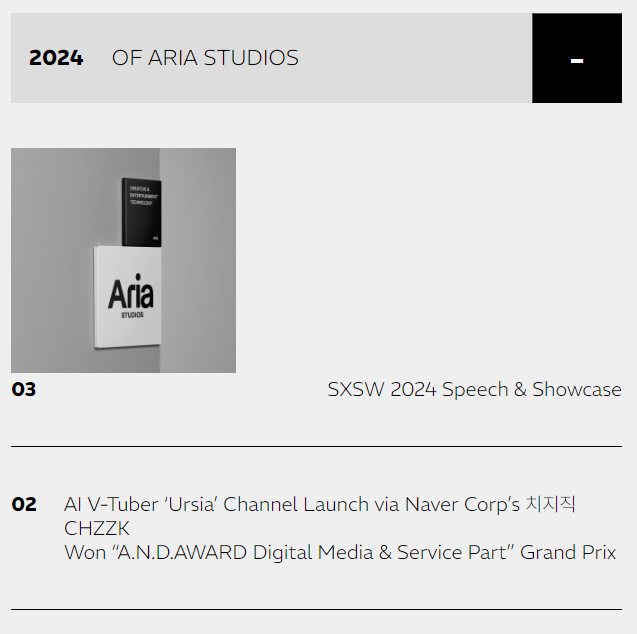 2024 OF ARIA STUDIOS -
CREATIVE &
ENTERTAINMENT
TECHNOLOGY
Aria
STUDIOS
03 SXSW 2024 Speech & Showcase
02 AI V-Tuber ‘Ursia’ Channel Launch via Naver Corp’s 치지직
CHZZK
Won “A.N.D.AWARD Digital Media & Service Part” Grand Prix